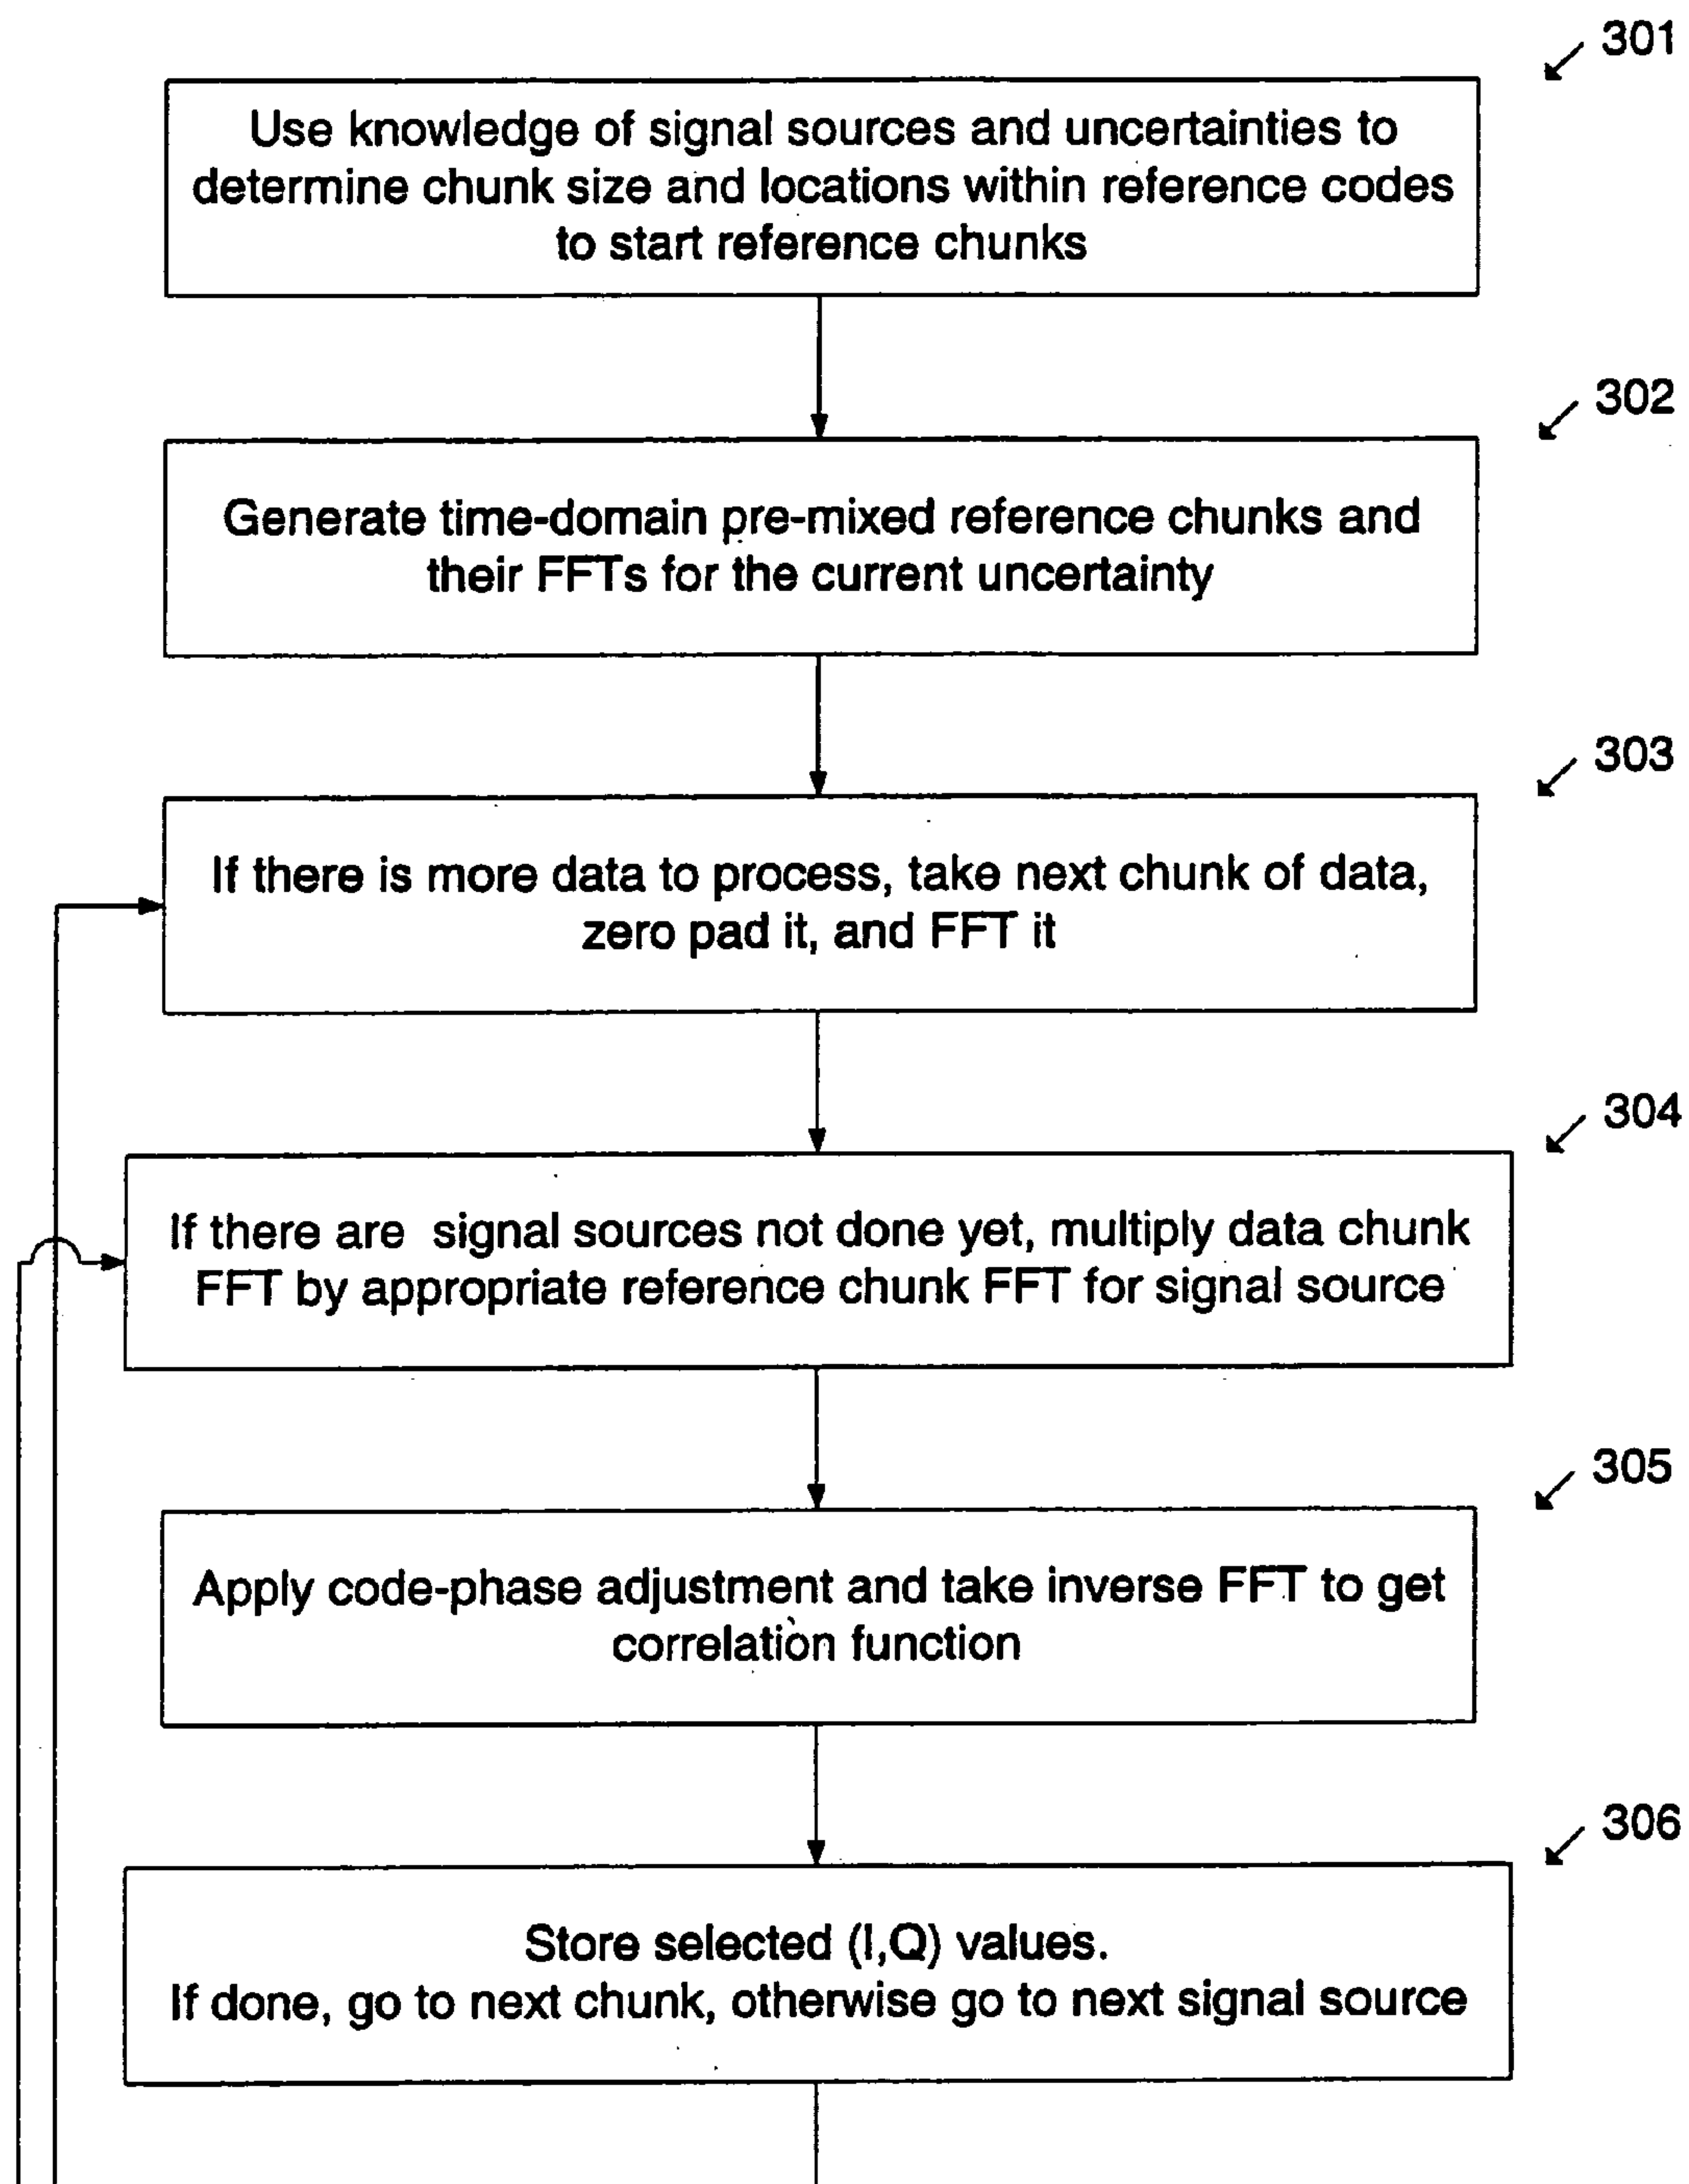 301
Use knowledge of signal sources and uncertainties to
determine chunk size and locations within reference codes
to start reference chunks
302
Generate time-domain pre-mixed reference chunks and
their FFTs for the current uncertainty
303
If there is more data to process, take next chunk of data,
zero pad it, and FFT it
304
If there are signal sources not done yet, multiply data chunk
FFT by appropriate reference chunk FFT for signal source
305
Apply code-phase adjustment and take inverse FFT to get
correlation function
306
Store selected (I,Q) values.
If done, go to next chunk, otherwise go to next signal source